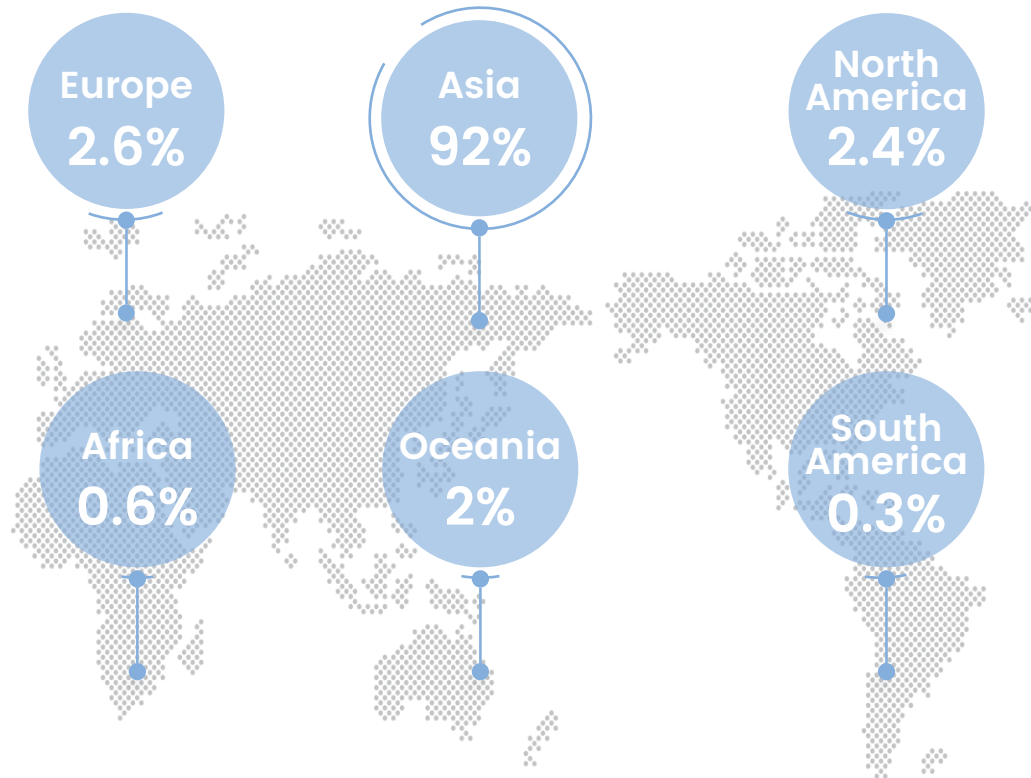 Europe
2.6%
Asia
92%
North
America
2.4%
Africa
0.6%
Oceania
2%
South
America
0.3%